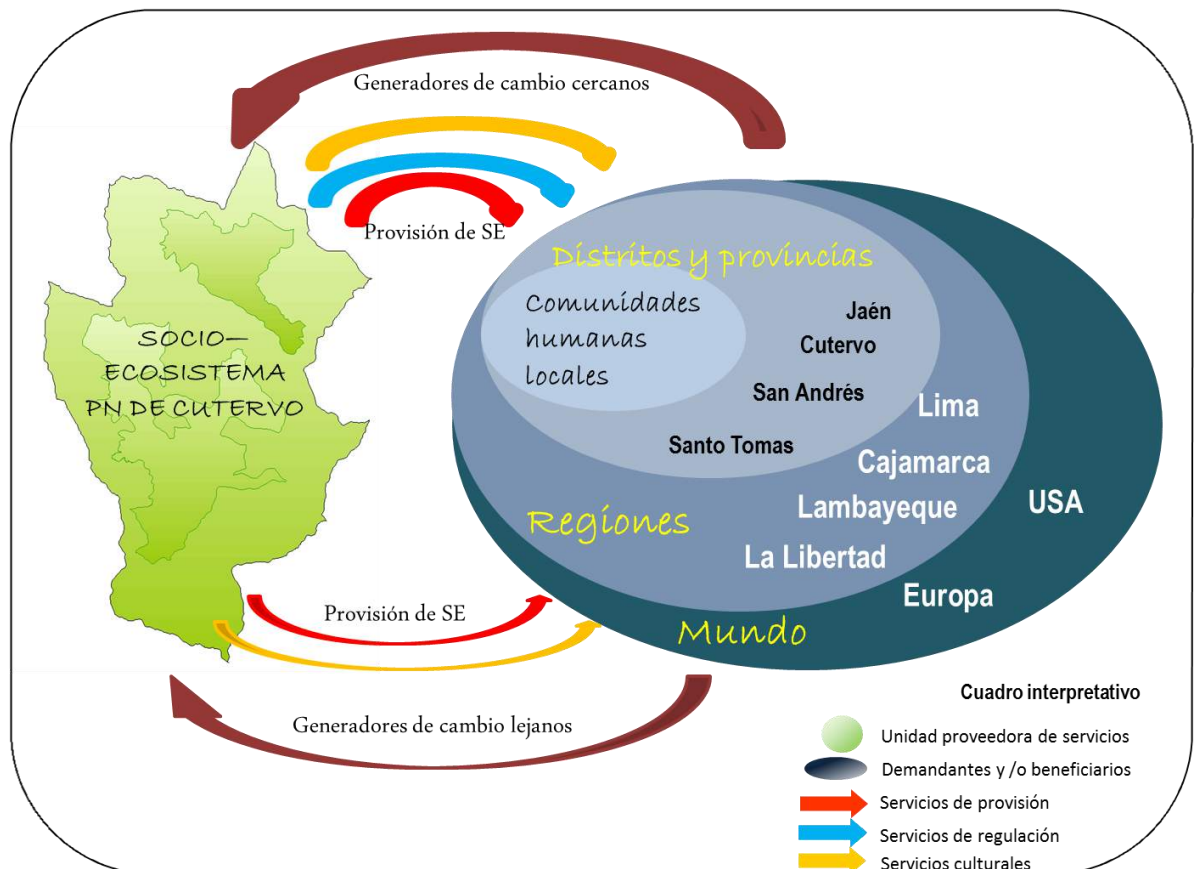 Generadores de cambio cercanos
Provisión de SE
SOCIO—
ECOSISTEMA
PN DE CUTERVO
Distritos y provincias
Comunidades
humanas
locales
Jaén
Cutervo
San Andrés
Santo Tomas
Lima
Cajamarca
Lambayeque
La Libertad
Regiones
USA
Europa
Mundo
Provisión de SE
Generadores de cambio lejanos
Cuadro interpretativo
Unidad proveedora de servicios
Demandantes y /o beneficiarios
Servicios de provisión
Servicios de regulación
Servicios culturales